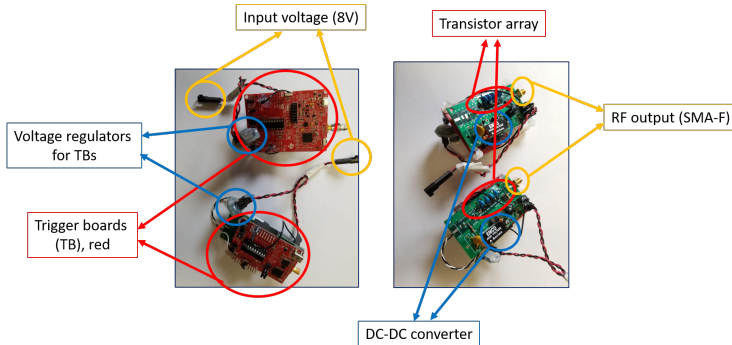 Input voltage (8V)
Transistor array
Voltage regulators
for TBs
RF output (SMA-F)
Trigger boards
(TB), red
DC-DC converter